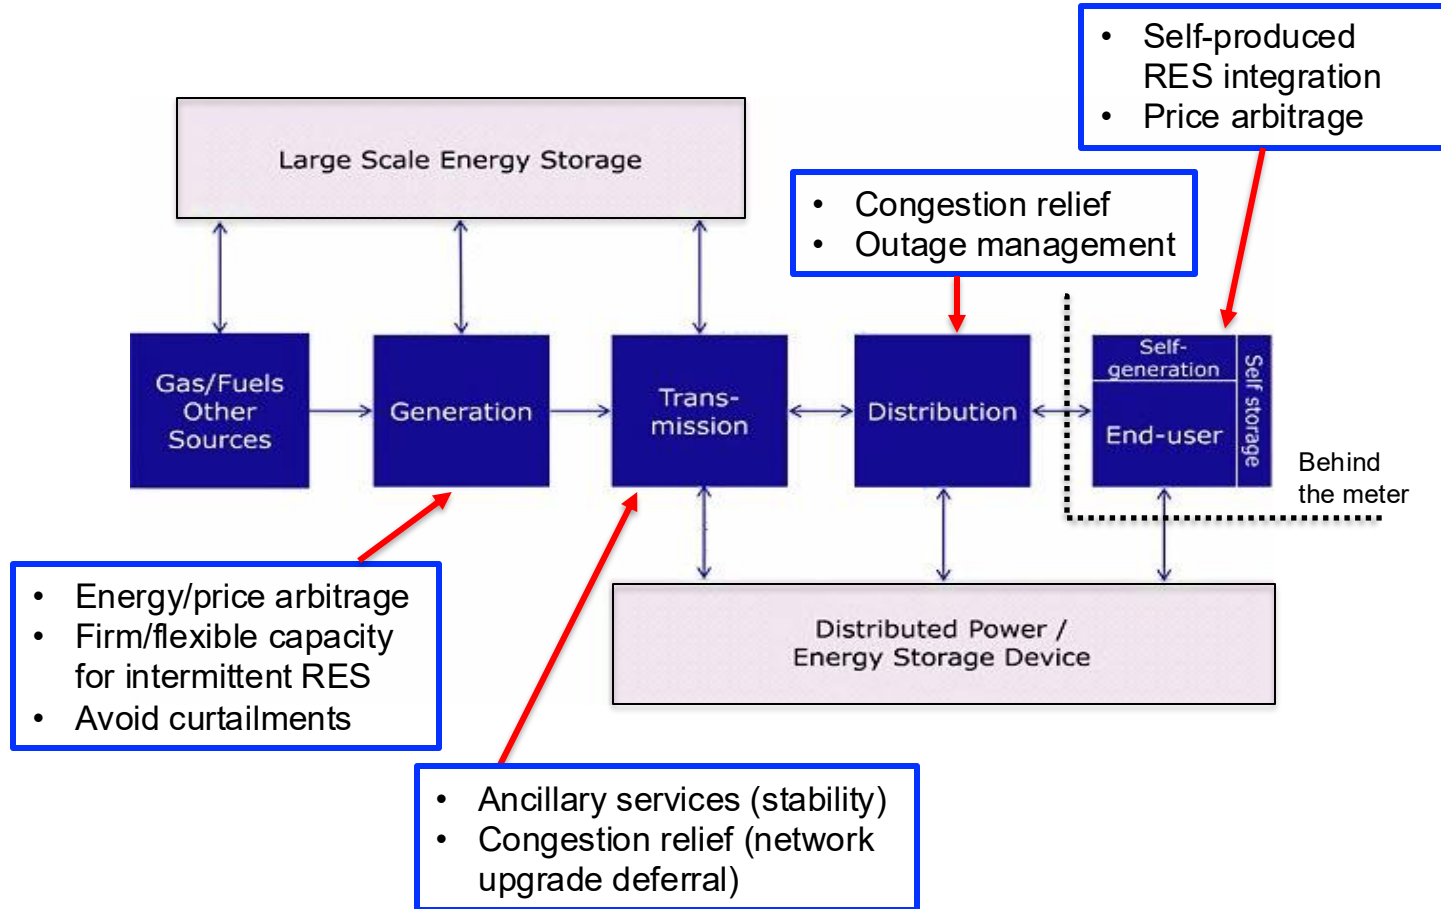 • Self-produced
RES integration
• Price arbitrage
Large Scale Energy Storage
• Congestion relief
• Outage management
Gas/Fuels
Other
Sources
Generation
Trans-
mission
Distribution
Self-
generation
End-user
Self storage
Behind
the meter
• Energy/price arbitrage
• Firm/flexible capacity
for intermittent RES
• Avoid curtailments
Distributed Power /
Energy Storage Device
• Ancillary services (stability)
• Congestion relief (network
upgrade deferral)